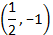 (1/2, -1)